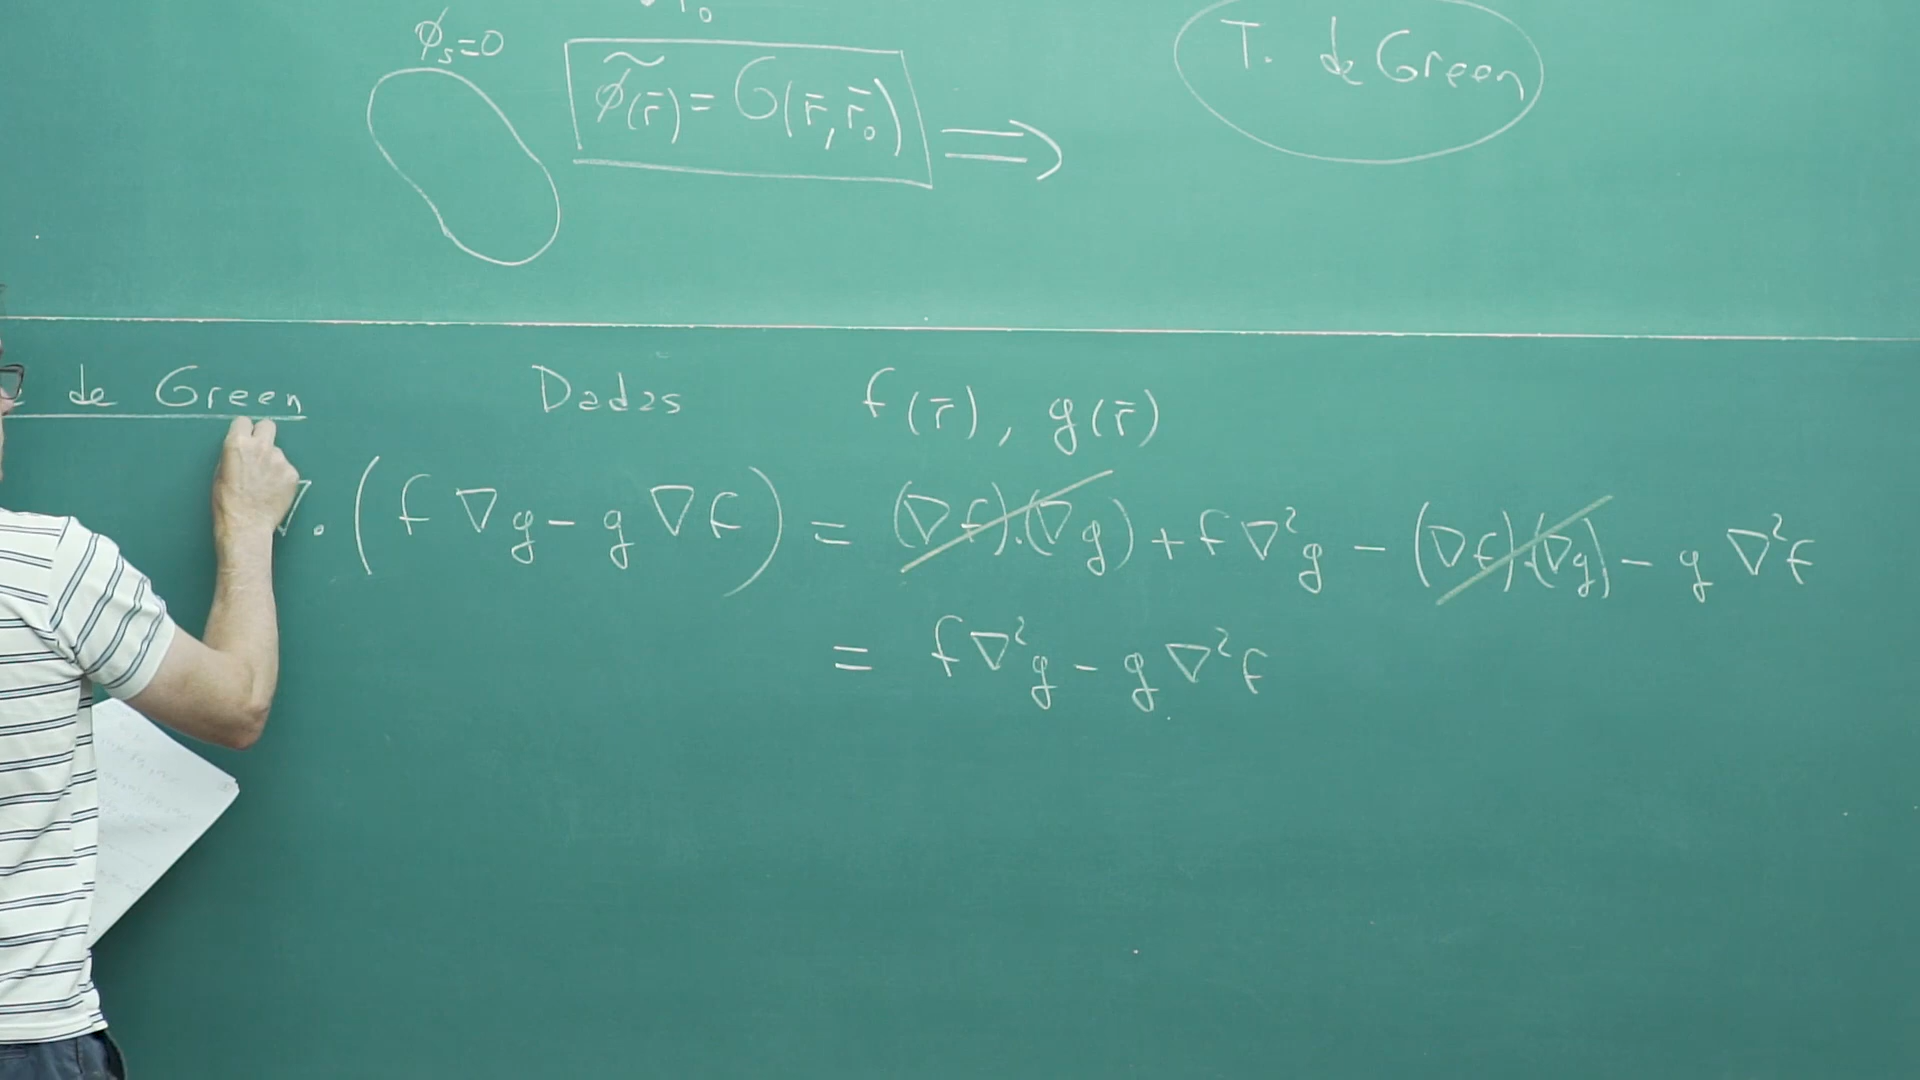 ϕₛ=0
ϕ̃(r̄) = G(r̄, r̄₀) ⟹
T. de Green
de Green Dadas f(r̄), g(r̄)
∇·(f∇g − g∇f) = (∇f).(∇g) + f∇²g − (∇f).(∇g) − g∇²f
= f∇²g − g∇²f